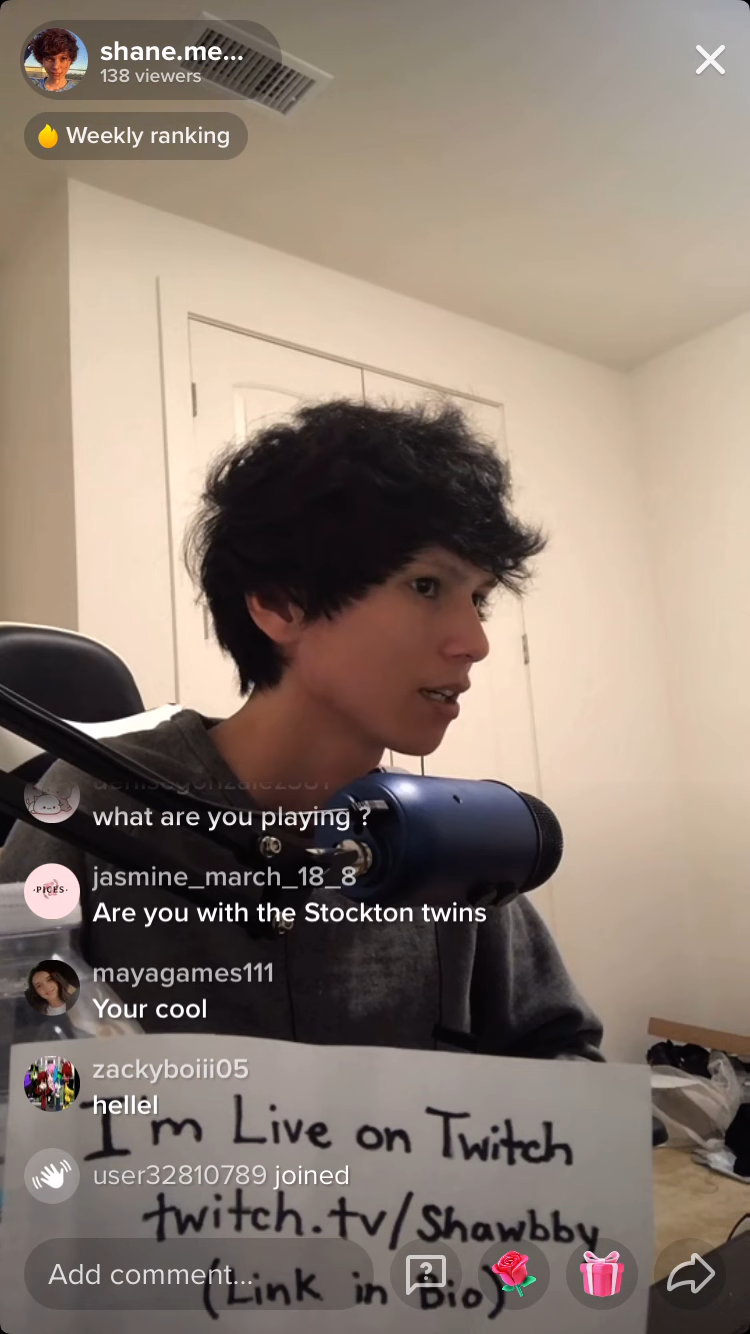 shane.me...
138 viewers
Weekly ranking
what are you playing ?
·PICES·
jasmine_march_18_8
Are you with the Stockton twins
mayagames111
Your cool
zackyboiii05
hellel
I'm Live on Twitch
user32810789 joined
twitch.tv/Shawbby
Add comment...
(Link in Bio)